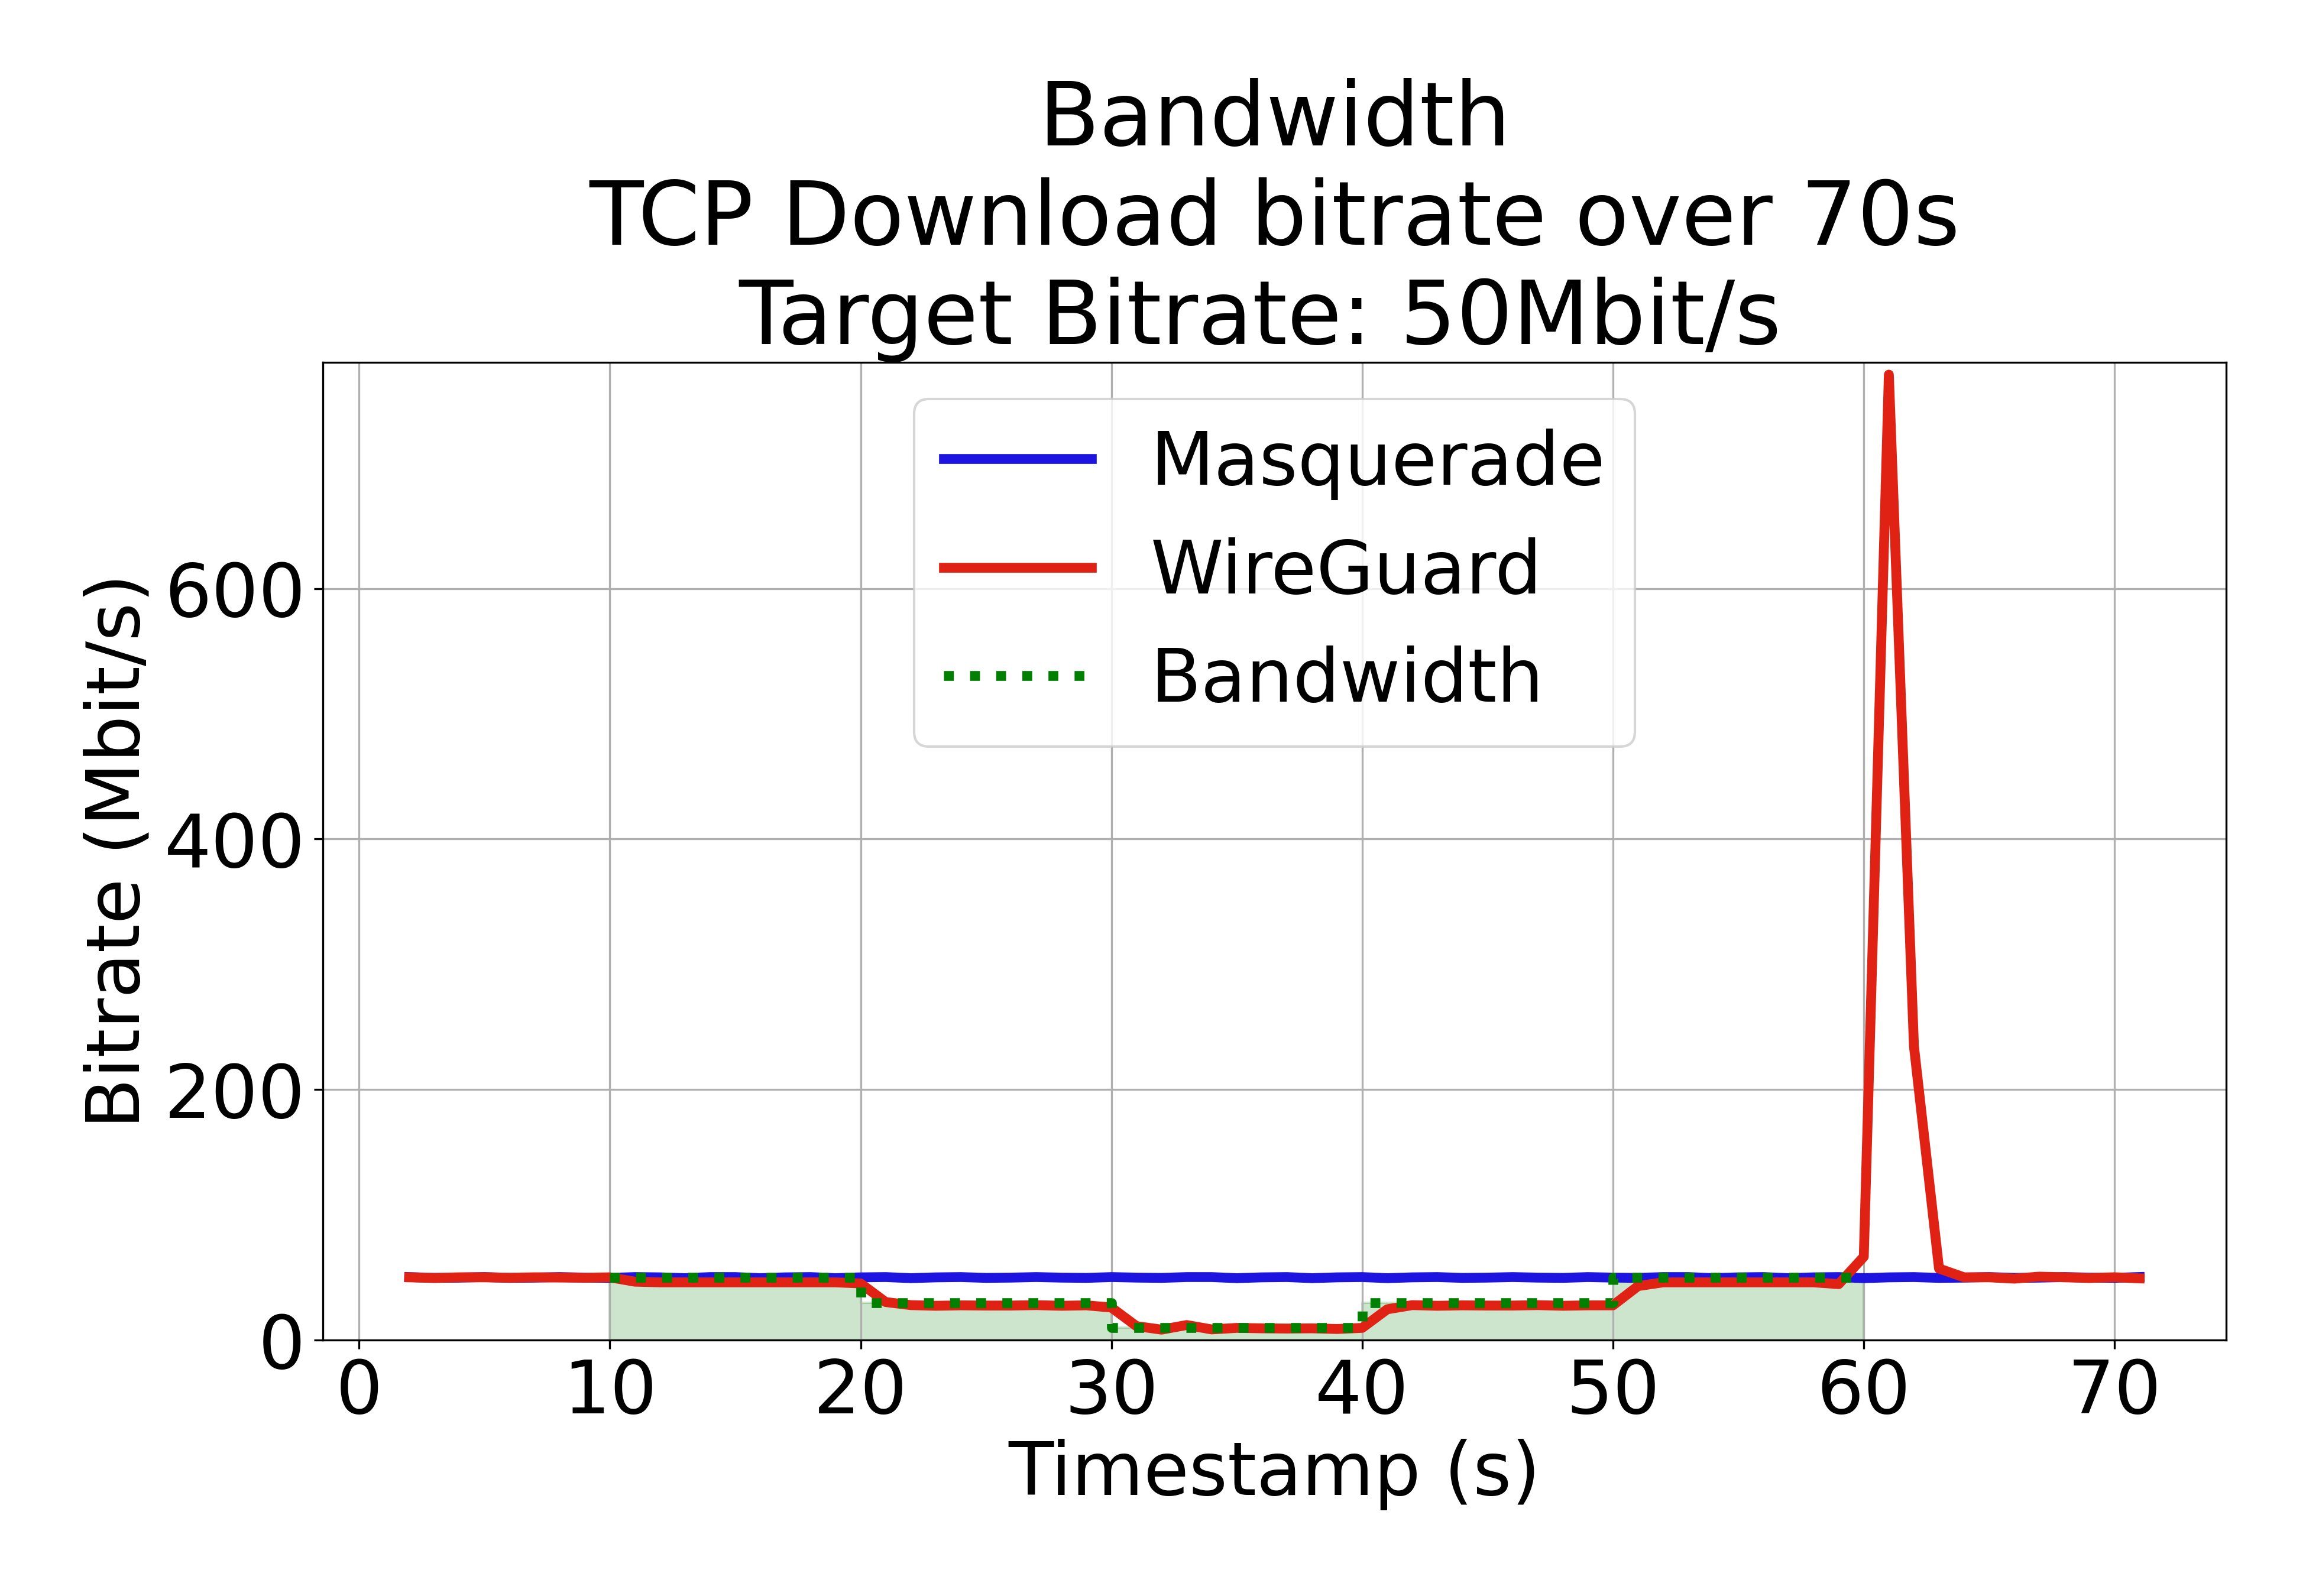 Bandwidth
TCP Download bitrate over 70s
Target Bitrate: 50Mbit/s
Masquerade
WireGuard
Bandwidth
Bitrate (Mbit/s)
600
400
200
0
0 10 20 30 40 50 60 70
Timestamp (s)